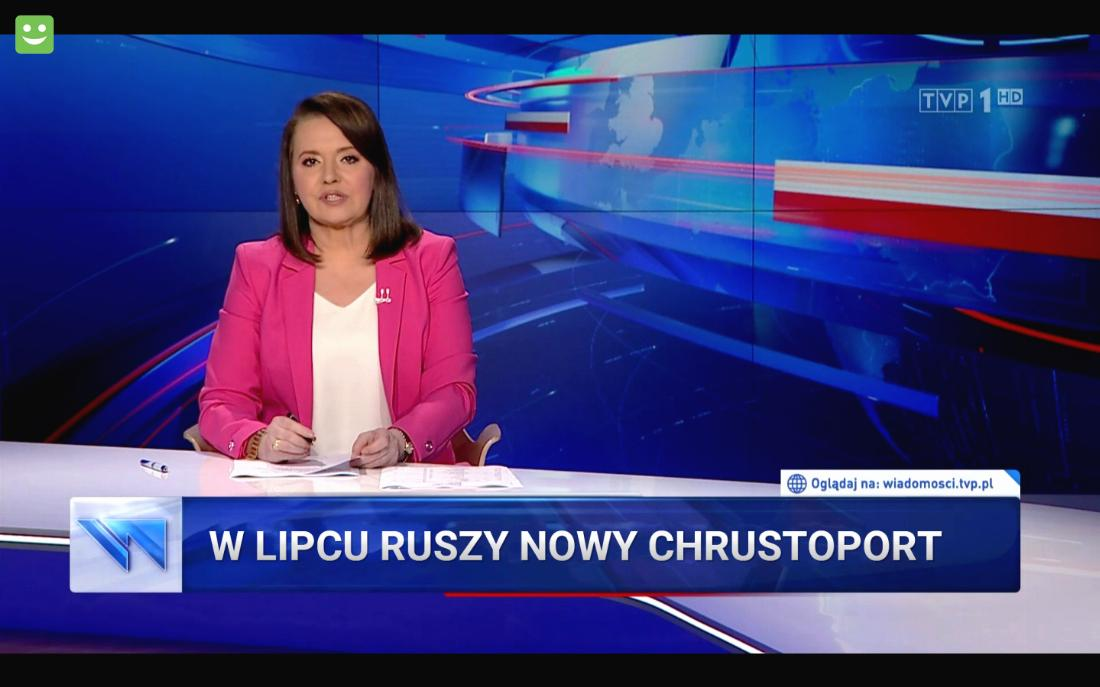 TVP 1 HD
Oglądaj na: wiadomosci.tvp.pl
W LIPCU RUSZY NOWY CHRUSTOPORT